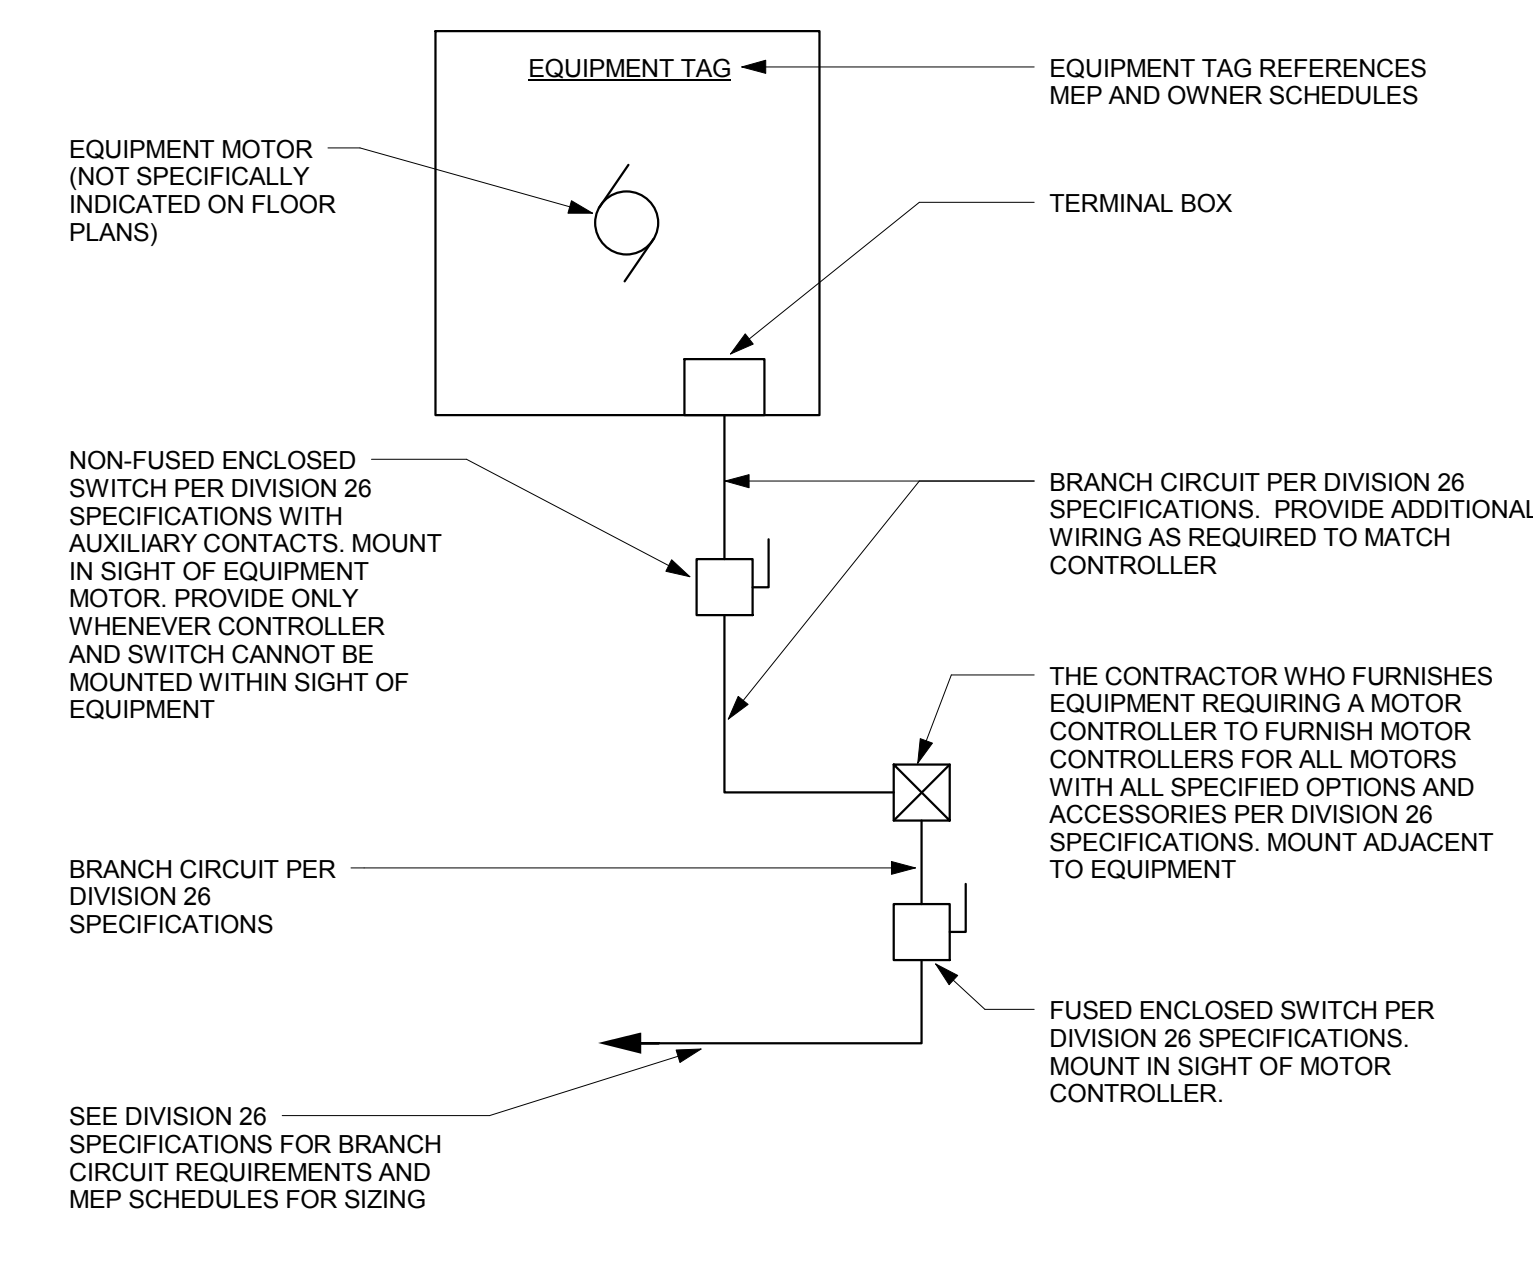 EQUIPMENT TAG
EQUIPMENT TAG REFERENCES
MEP AND OWNER SCHEDULES
EQUIPMENT MOTOR
(NOT SPECIFICALLY
INDICATED ON FLOOR
PLANS)
TERMINAL BOX
NON-FUSED ENCLOSED
SWITCH PER DIVISION 26
SPECIFICATIONS WITH
AUXILIARY CONTACTS. MOUNT
IN SIGHT OF EQUIPMENT
MOTOR. PROVIDE ONLY
WHENEVER CONTROLLER
AND SWITCH CANNOT BE
MOUNTED WITHIN SIGHT OF
EQUIPMENT
BRANCH CIRCUIT PER DIVISION 26
SPECIFICATIONS.  PROVIDE ADDITIONAL
WIRING AS REQUIRED TO MATCH
CONTROLLER
THE CONTRACTOR WHO FURNISHES
EQUIPMENT REQUIRING A MOTOR
CONTROLLER TO FURNISH MOTOR
CONTROLLERS FOR ALL MOTORS
WITH ALL SPECIFIED OPTIONS AND
ACCESSORIES PER DIVISION 26
SPECIFICATIONS. MOUNT ADJACENT
TO EQUIPMENT
BRANCH CIRCUIT PER
DIVISION 26
SPECIFICATIONS
FUSED ENCLOSED SWITCH PER
DIVISION 26 SPECIFICATIONS.
MOUNT IN SIGHT OF MOTOR
CONTROLLER.
SEE DIVISION 26
SPECIFICATIONS FOR BRANCH
CIRCUIT REQUIREMENTS AND
MEP SCHEDULES FOR SIZING